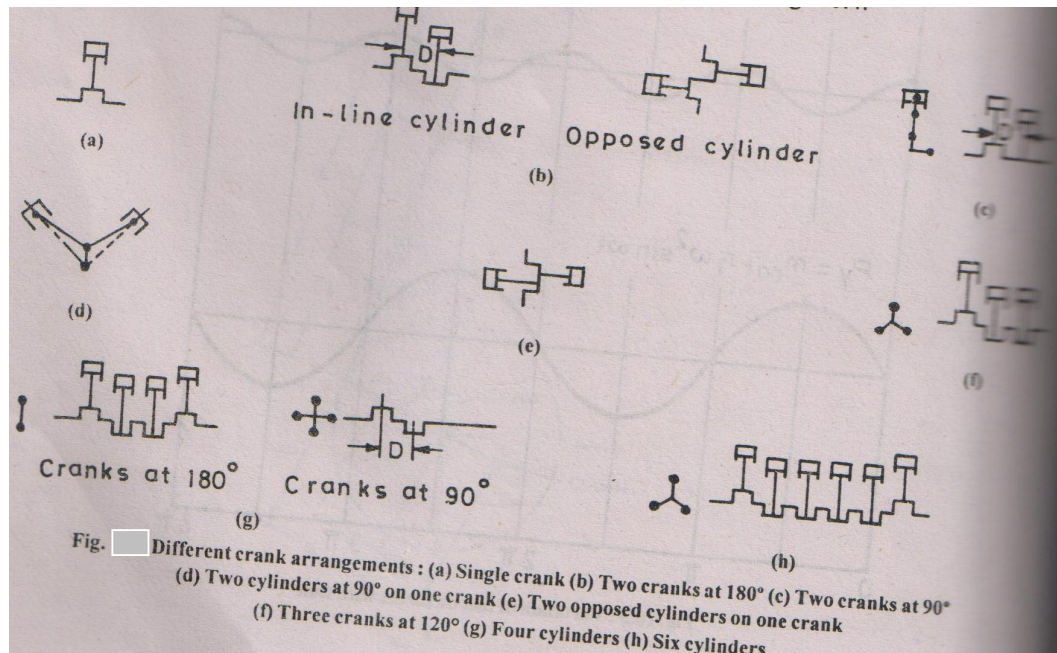 D
(a)
In-line cylinder
Opposed cylinder
(b)
D
(c)
(d)
(e)
(f)
Cranks at 180°
D
Cranks at 90°
(g)
(h)
Fig. Different crank arrangements : (a) Single crank (b) Two cranks at 180° (c) Two cranks at 90°
(d) Two cylinders at 90° on one crank (e) Two opposed cylinders on one crank
(f) Three cranks at 120° (g) Four cylinders (h) Six cylinders